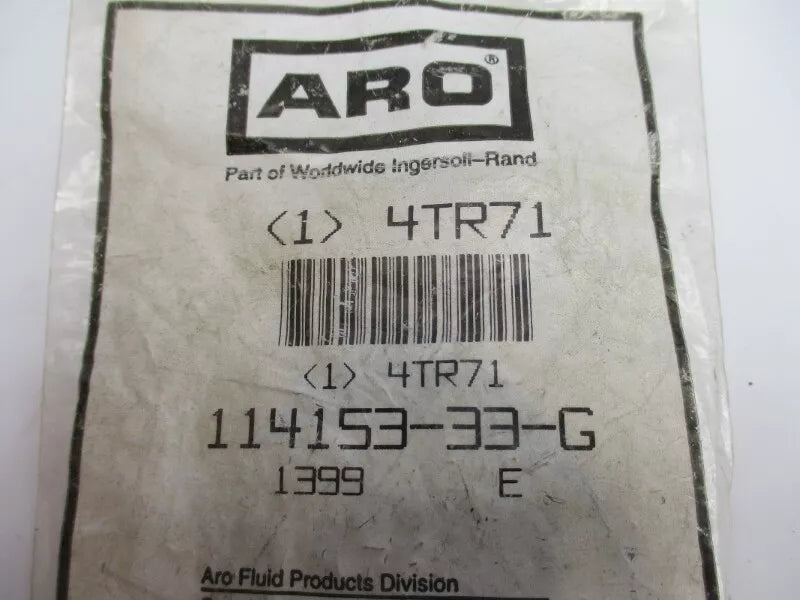 ARO®
Part of Worldwide Ingersoll-Rand
<1> 4TR71
<1> 4TR71
114153-33-G
1399 E
Aro Fluid Products Division